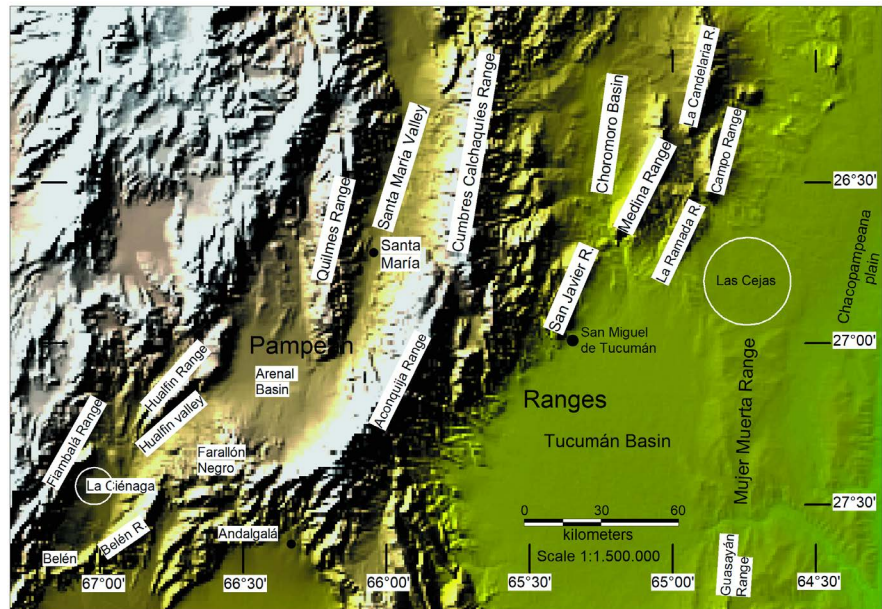 La Candelaria R.
Choromoro Basin
Campo Range
Cumbres Calchaquíes Range
Santa María Valley
Medina Range
26°30'
Quilmes Range
La Ramada R.
Santa
María
San Javier R.
Las Cejas
Chacopampeana
plain
San Miguel
de Tucumán
27°00'
Pampean
Hualfín Range
Arenal
Basin
Aconquija Range
Mujer Muerta Range
Ranges
Hualfín valley
Fiambalá Range
Tucumán Basin
Farallón
Negro
La Ciénaga
27°30'
0 30 60
kilometers
Scale 1:1.500.000
Belén R.
Andalgalá
Belén
Guasayán
Range
67°00'
66°30'
66°00'
65°30'
65°00'
64°30'